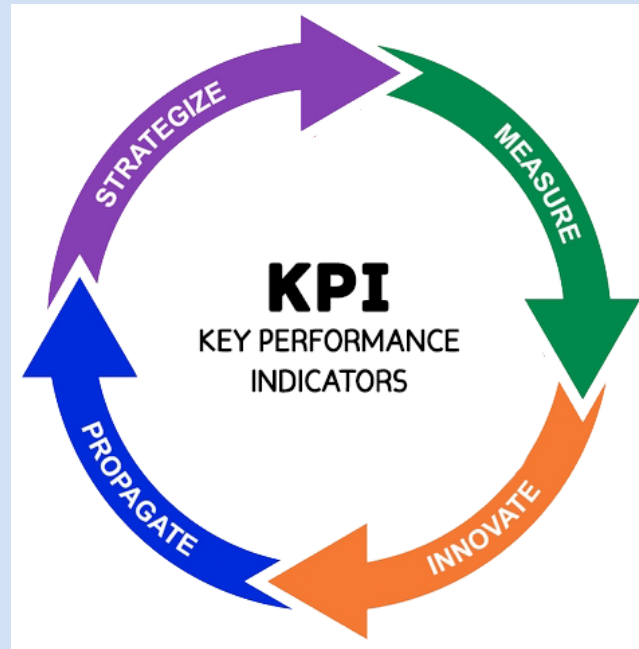 STRATEGIZE
MEASURE
KPI
KEY PERFORMANCE
INDICATORS
PROPAGATE
INNOVATE